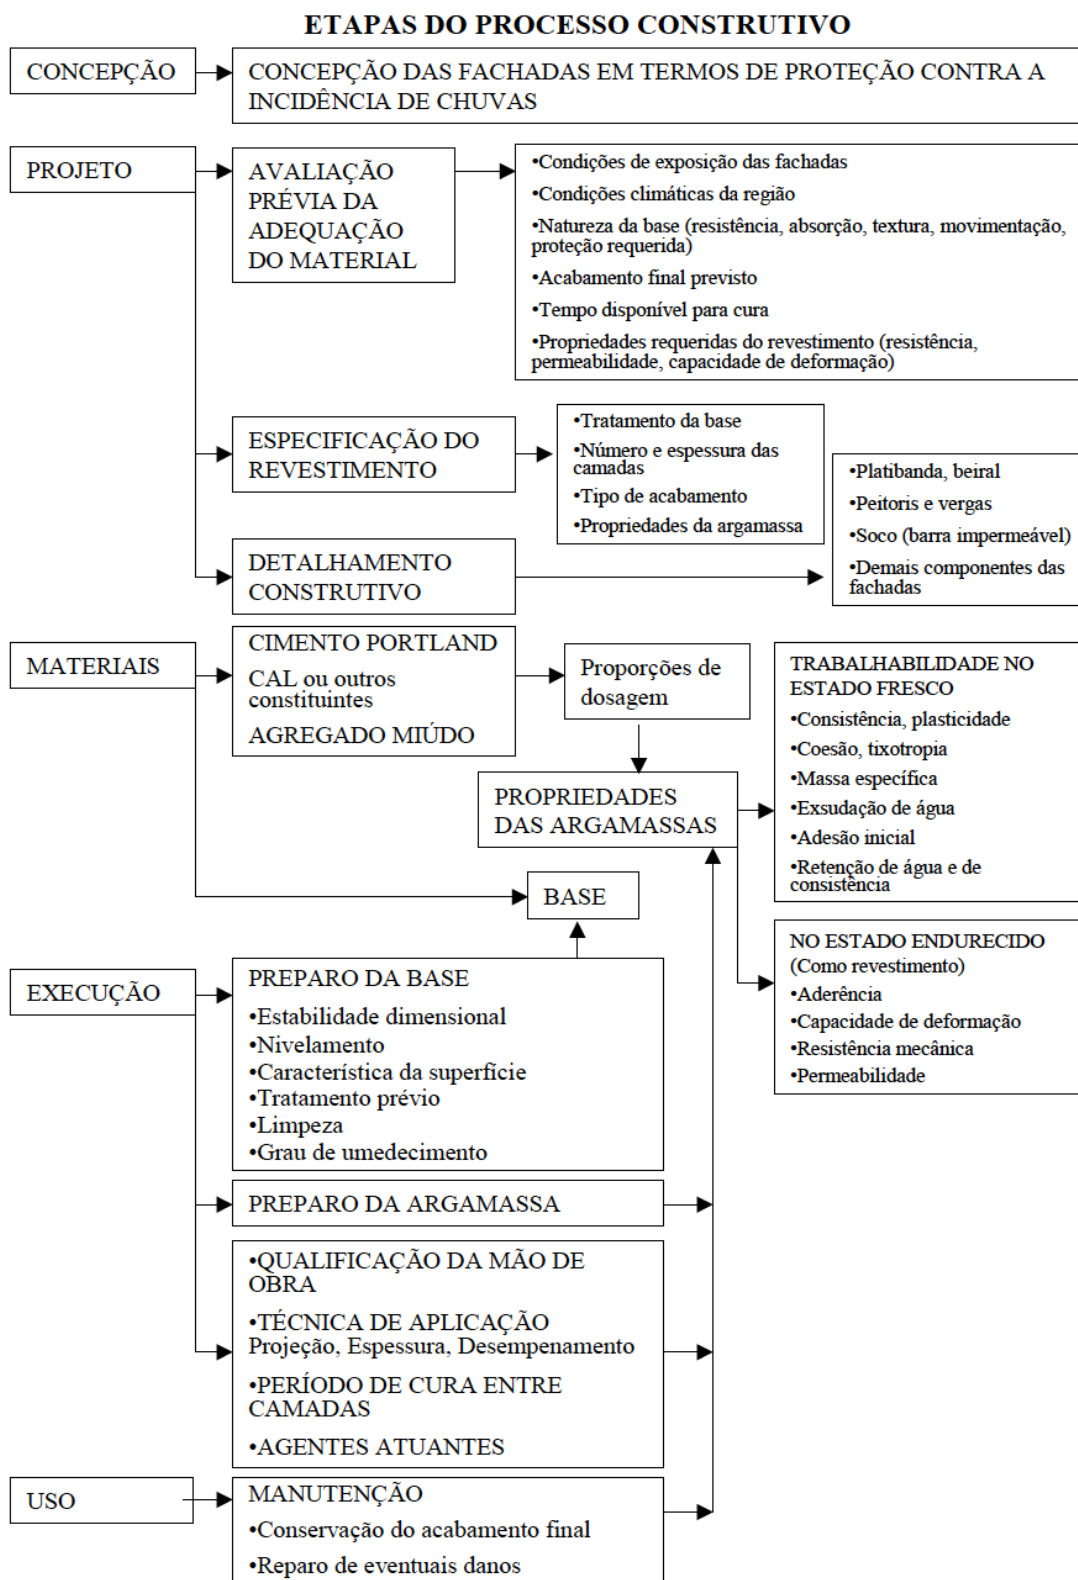 ETAPAS DO PROCESSO CONSTRUTIVO
CONCEPÇÃO
CONCEPÇÃO DAS FACHADAS EM TERMOS DE PROTEÇÃO CONTRA A
INCIDÊNCIA DE CHUVAS
PROJETO
AVALIAÇÃO
PRÉVIA DA
ADEQUAÇÃO
DO MATERIAL
•Condições de exposição das fachadas
•Condições climáticas da região
•Natureza da base (resistência, absorção, textura, movimentação,
proteção requerida)
•Acabamento final previsto
•Tempo disponível para cura
•Propriedades requeridas do revestimento (resistência,
permeabilidade, capacidade de deformação)
ESPECIFICAÇÃO DO
REVESTIMENTO
•Tratamento da base
•Número e espessura das
camadas
•Tipo de acabamento
•Propriedades da argamassa
DETALHAMENTO
CONSTRUTIVO
•Platibanda, beiral
•Peitoris e vergas
•Soco (barra impermeável)
•Demais componentes das
fachadas
MATERIAIS
CIMENTO PORTLAND
CAL ou outros
constituintes
AGREGADO MIÚDO
Proporções de
dosagem
PROPRIEDADES
DAS ARGAMASSAS
TRABALHABILIDADE NO
ESTADO FRESCO
•Consistência, plasticidade
•Coesão, tixotropia
•Massa específica
•Exsudação de água
•Adesão inicial
•Retenção de água e de
consistência
BASE
NO ESTADO ENDURECIDO
(Como revestimento)
•Aderência
•Capacidade de deformação
•Resistência mecânica
•Permeabilidade
EXECUÇÃO
PREPARO DA BASE
•Estabilidade dimensional
•Nivelamento
•Característica da superfície
•Tratamento prévio
•Limpeza
•Grau de umedecimento
PREPARO DA ARGAMASSA
•QUALIFICAÇÃO DA MÃO DE
OBRA
•TÉCNICA DE APLICAÇÃO
Projeção, Espessura, Desempenamento
•PERÍODO DE CURA ENTRE
CAMADAS
•AGENTES ATUANTES
USO
MANUTENÇÃO
•Conservação do acabamento final
•Reparo de eventuais danos